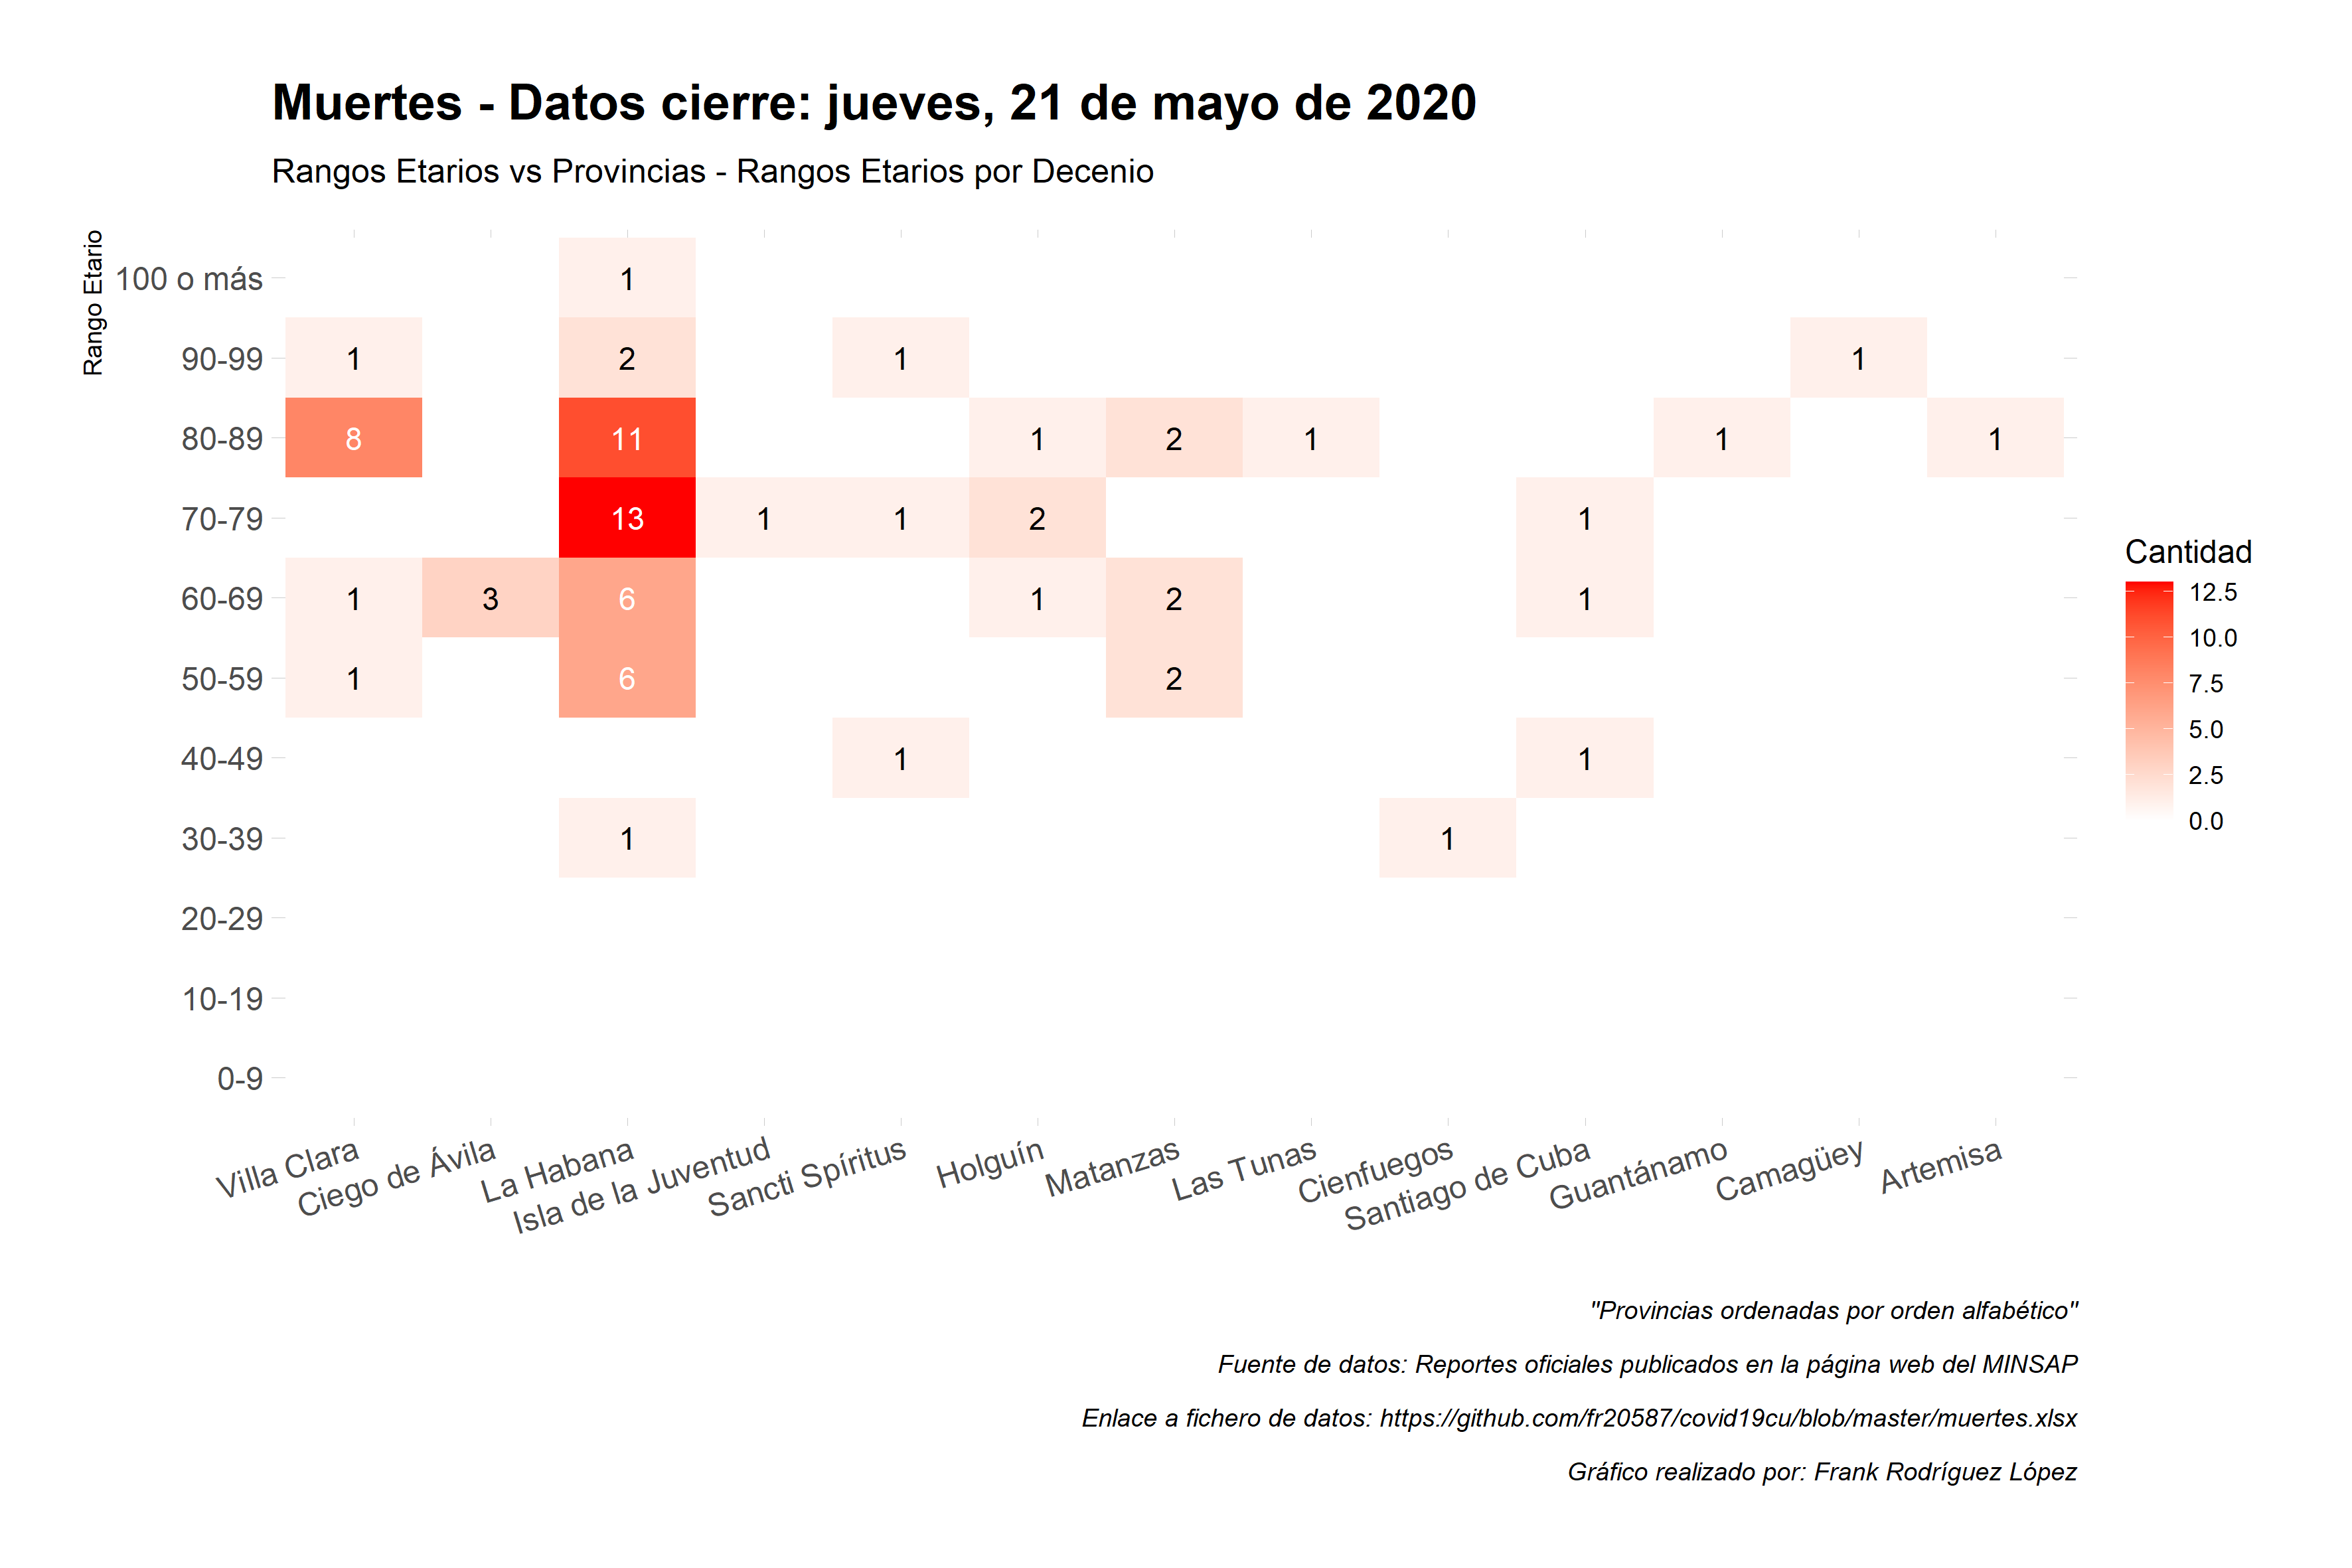 Muertes - Datos cierre: jueves, 21 de mayo de 2020
Rangos Etarios vs Provincias - Rangos Etarios por Decenio
Rango Etario
100 o más
1
90-99
1
2
1
1
80-89
8
11
1
2
1
1
1
70-79
13
1
1
2
1
60-69
1
3
6
1
2
1
50-59
1
6
2
40-49
1
1
30-39
1
1
20-29
10-19
0-9
Villa Clara
Ciego de Ávila
La Habana
Isla de la Juventud
Sancti Spíritus
Holguín
Matanzas
Las Tunas
Cienfuegos
Santiago de Cuba
Guantánamo
Camagüey
Artemisa
Cantidad
12.5
10.0
7.5
5.0
2.5
0.0
"Provincias ordenadas por orden alfabético"
Fuente de datos: Reportes oficiales publicados en la página web del MINSAP
Enlace a fichero de datos: https://github.com/fr20587/covid19cu/blob/master/muertes.xlsx
Gráfico realizado por: Frank Rodríguez López